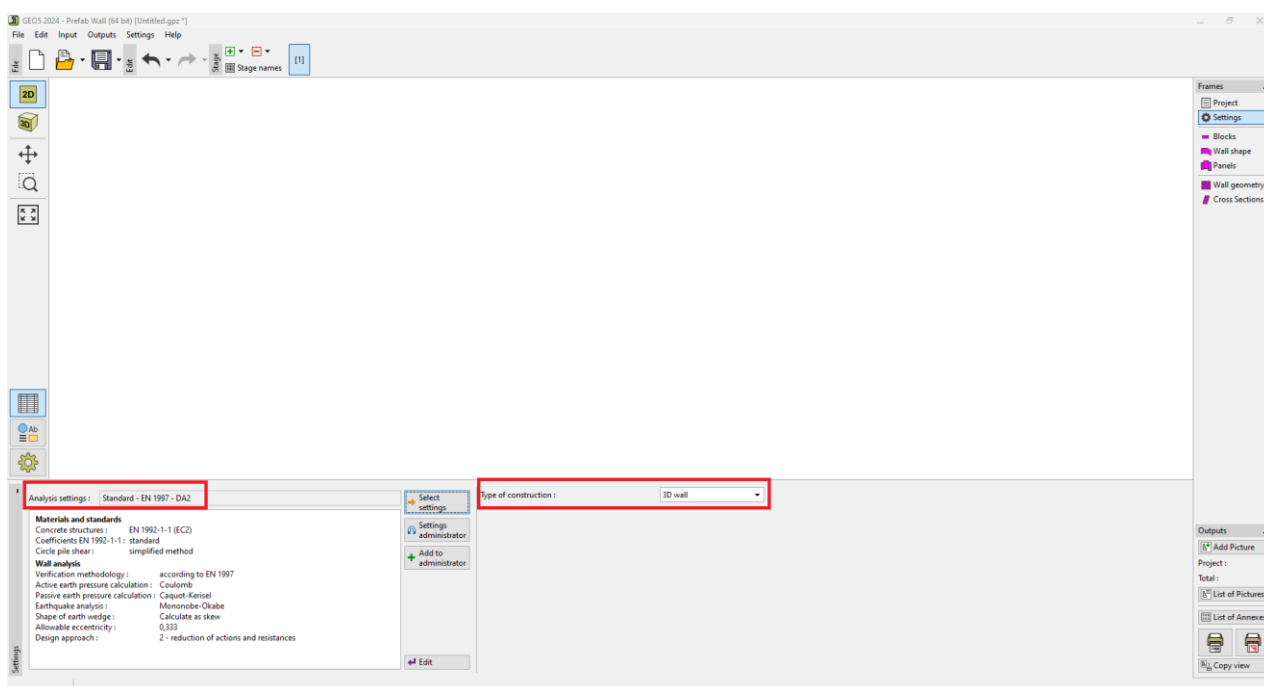 GEO5 2024 - Prefab Wall (64 bit) [Untitled.gpz *]
File Edit Input Outputs Settings Help
File
Edit
Stage
Stage names
[1]
2D
3D
Ab
Frames
Project
Settings
Blocks
Wall shape
Panels
Wall geometry
Cross Sections
Settings
Analysis settings : Standard - EN 1997 - DA2
Materials and standards
Concrete structures : EN 1992-1-1 (EC2)
Coefficients EN 1992-1-1 : standard
Circle pile shear : simplified method
Wall analysis
Verification methodology : according to EN 1997
Active earth pressure calculation : Coulomb
Passive earth pressure calculation : Caquot-Kerisel
Earthquake analysis : Mononobe-Okabe
Shape of earth wedge : Calculate as skew
Allowable eccentricity : 0,333
Design approach : 2 - reduction of actions and resistances
Select
settings
Settings
administrator
Add to
administrator
Edit
Type of construction : 3D wall
Outputs
Add Picture
Project :
Total :
List of Pictures
List of Annexes
Copy view